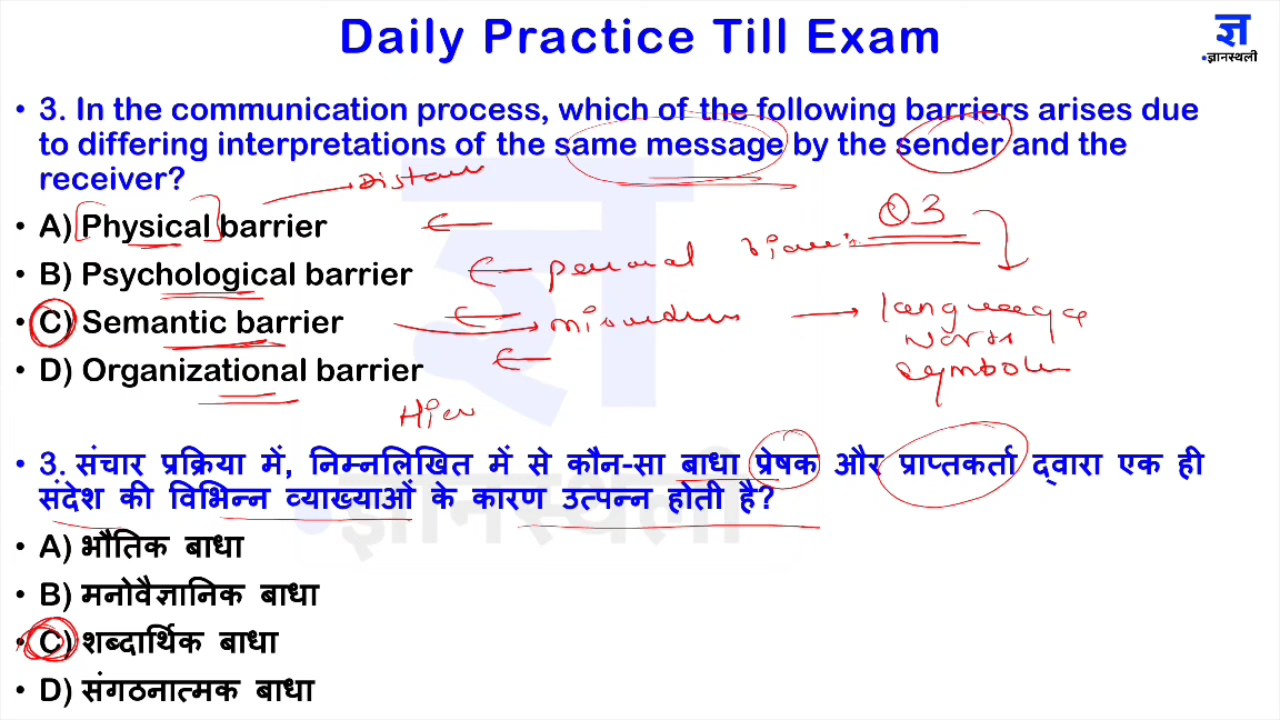 Daily Practice Till Exam
ज्ञ
ज्ञानस्थली
• 3. In the communication process, which of the following barriers arises due
to differing interpretations of the same message by the sender and the
receiver?
• A) Physical barrier
• B) Psychological barrier
• C) Semantic barrier
• D) Organizational barrier
Q3
personal
language
symbols
• 3. संचार प्रक्रिया में, निम्नलिखित में से कौन-सा बाधा प्रेषक और प्राप्तकर्ता द्वारा एक ही
संदेश की विभिन्न व्याख्याओं के कारण उत्पन्न होती है?
• A) भौतिक बाधा
• B) मनोवैज्ञानिक बाधा
• C) शब्दार्थिक बाधा
• D) संगठनात्मक बाधा
ज्ञ
ज्ञानस्थली